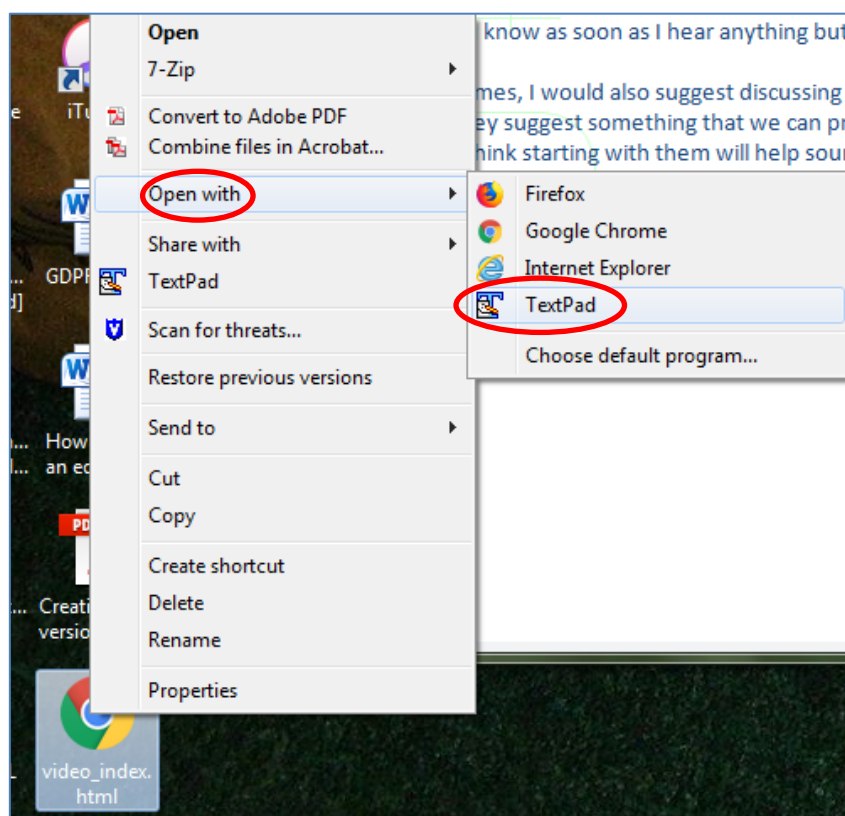 Open
7-Zip
Convert to Adobe PDF
Combine files in Acrobat...
Open with
Share with
TextPad
Scan for threats...
Restore previous versions
Send to
Cut
Copy
Create shortcut
Delete
Rename
Properties
Firefox
Google Chrome
Internet Explorer
TextPad
Choose default program...
know as soon as I hear anything but
mes, I would also suggest discussing
ey suggest something that we can pr
hink starting with them will help sour
iTu
W
GDPR
W
How
an ed
PD
Creati
versio
video_index.
html